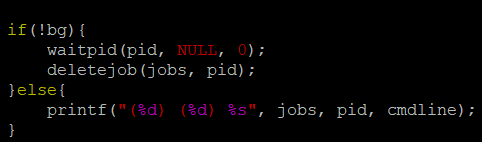 if(!bg){
    waitpid(pid, NULL, 0);
    deletejob(jobs, pid);
}else{
    printf("(%d) (%d) %s", jobs, pid, cmdline);
}